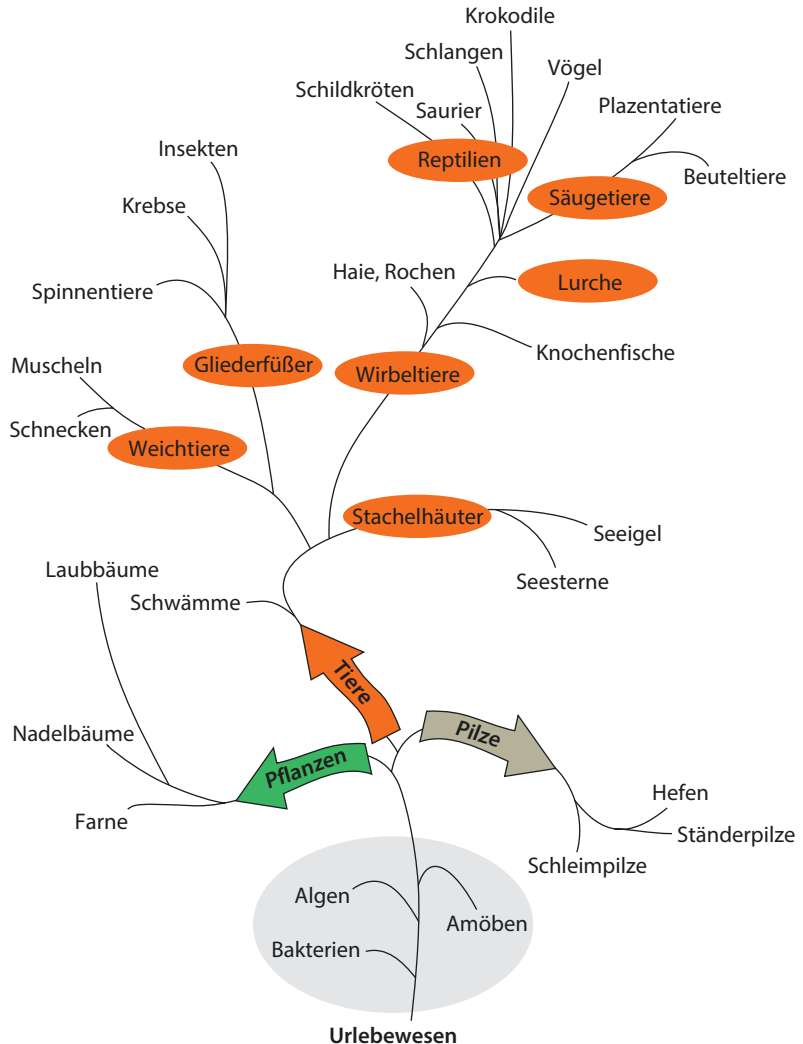 Krokodile
Schlangen
Vögel
Schildkröten
Saurier
Plazentatiere
Insekten
Reptilien
Beuteltiere
Krebse
Säugetiere
Haie, Rochen
Lurche
Spinnentiere
Knochenfische
Muscheln
Gliederfüßer
Wirbeltiere
Schnecken
Weichtiere
Stachelhäuter
Seeigel
Laubbäume
Seesterne
Schwämme
Tiere
Pilze
Nadelbäume
Pflanzen
Hefen
Farne
Ständerpilze
Schleimpilze
Algen
Amöben
Bakterien
Urlebewesen